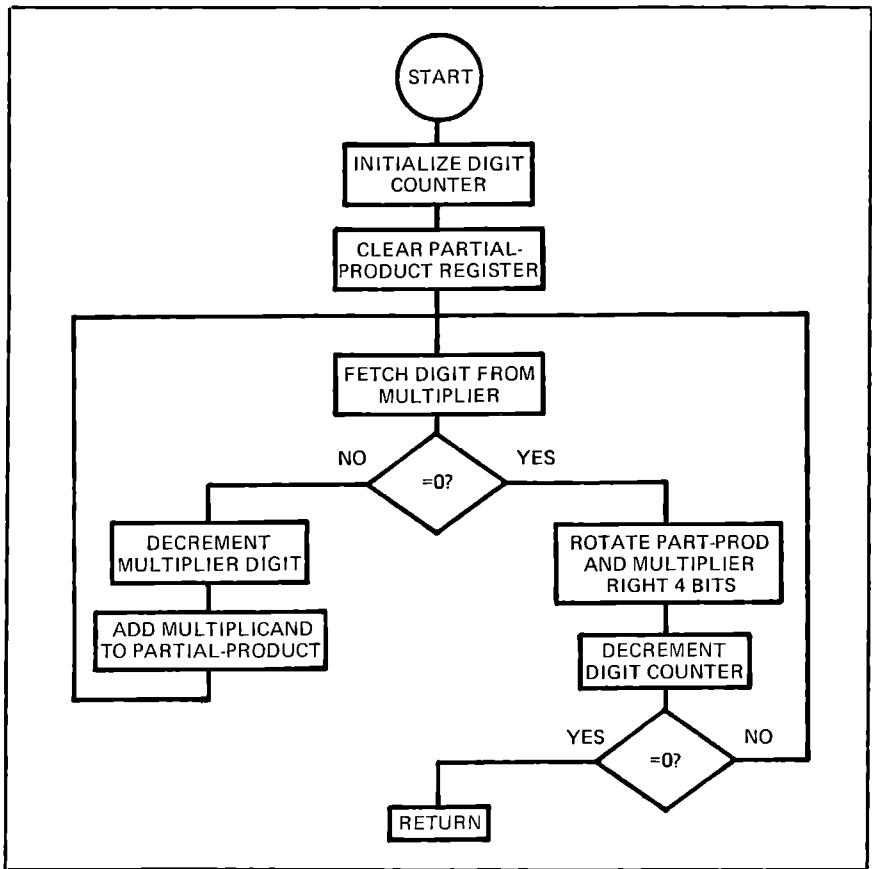 START
INITIALIZE DIGIT
COUNTER
CLEAR PARTIAL-
PRODUCT REGISTER
FETCH DIGIT FROM
MULTIPLIER
NO
YES
=0?
DECREMENT
MULTIPLIER DIGIT
ADD MULTIPLICAND
TO PARTIAL-PRODUCT
ROTATE PART-PROD
AND MULTIPLIER
RIGHT 4 BITS
DECREMENT
DIGIT COUNTER
YES
NO
=0?
RETURN